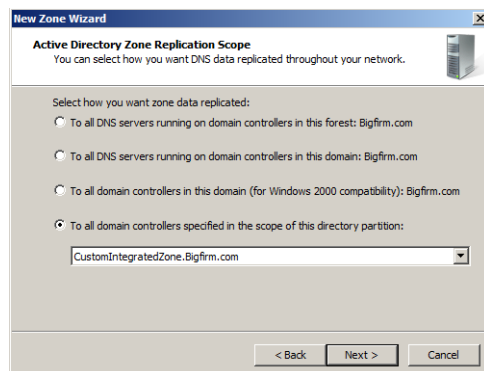 New Zone Wizard
Active Directory Zone Replication Scope
You can select how you want DNS data replicated throughout your network.
Select how you want zone data replicated:
To all DNS servers running on domain controllers in this forest: Bigfirm.com
To all DNS servers running on domain controllers in this domain: Bigfirm.com
To all domain controllers in this domain (for Windows 2000 compatibility): Bigfirm.com
To all domain controllers specified in the scope of this directory partition:
CustomIntegratedZone.Bigfirm.com
< Back Next > Cancel